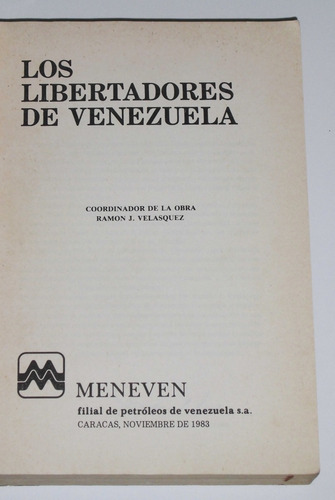 LOS
LIBERTADORES
DE VENEZUELA
COORDINADOR DE LA OBRA
RAMON J. VELASQUEZ
MENEVEN
filial de petróleos de venezuela s.a.
CARACAS, NOVIEMBRE DE 1983